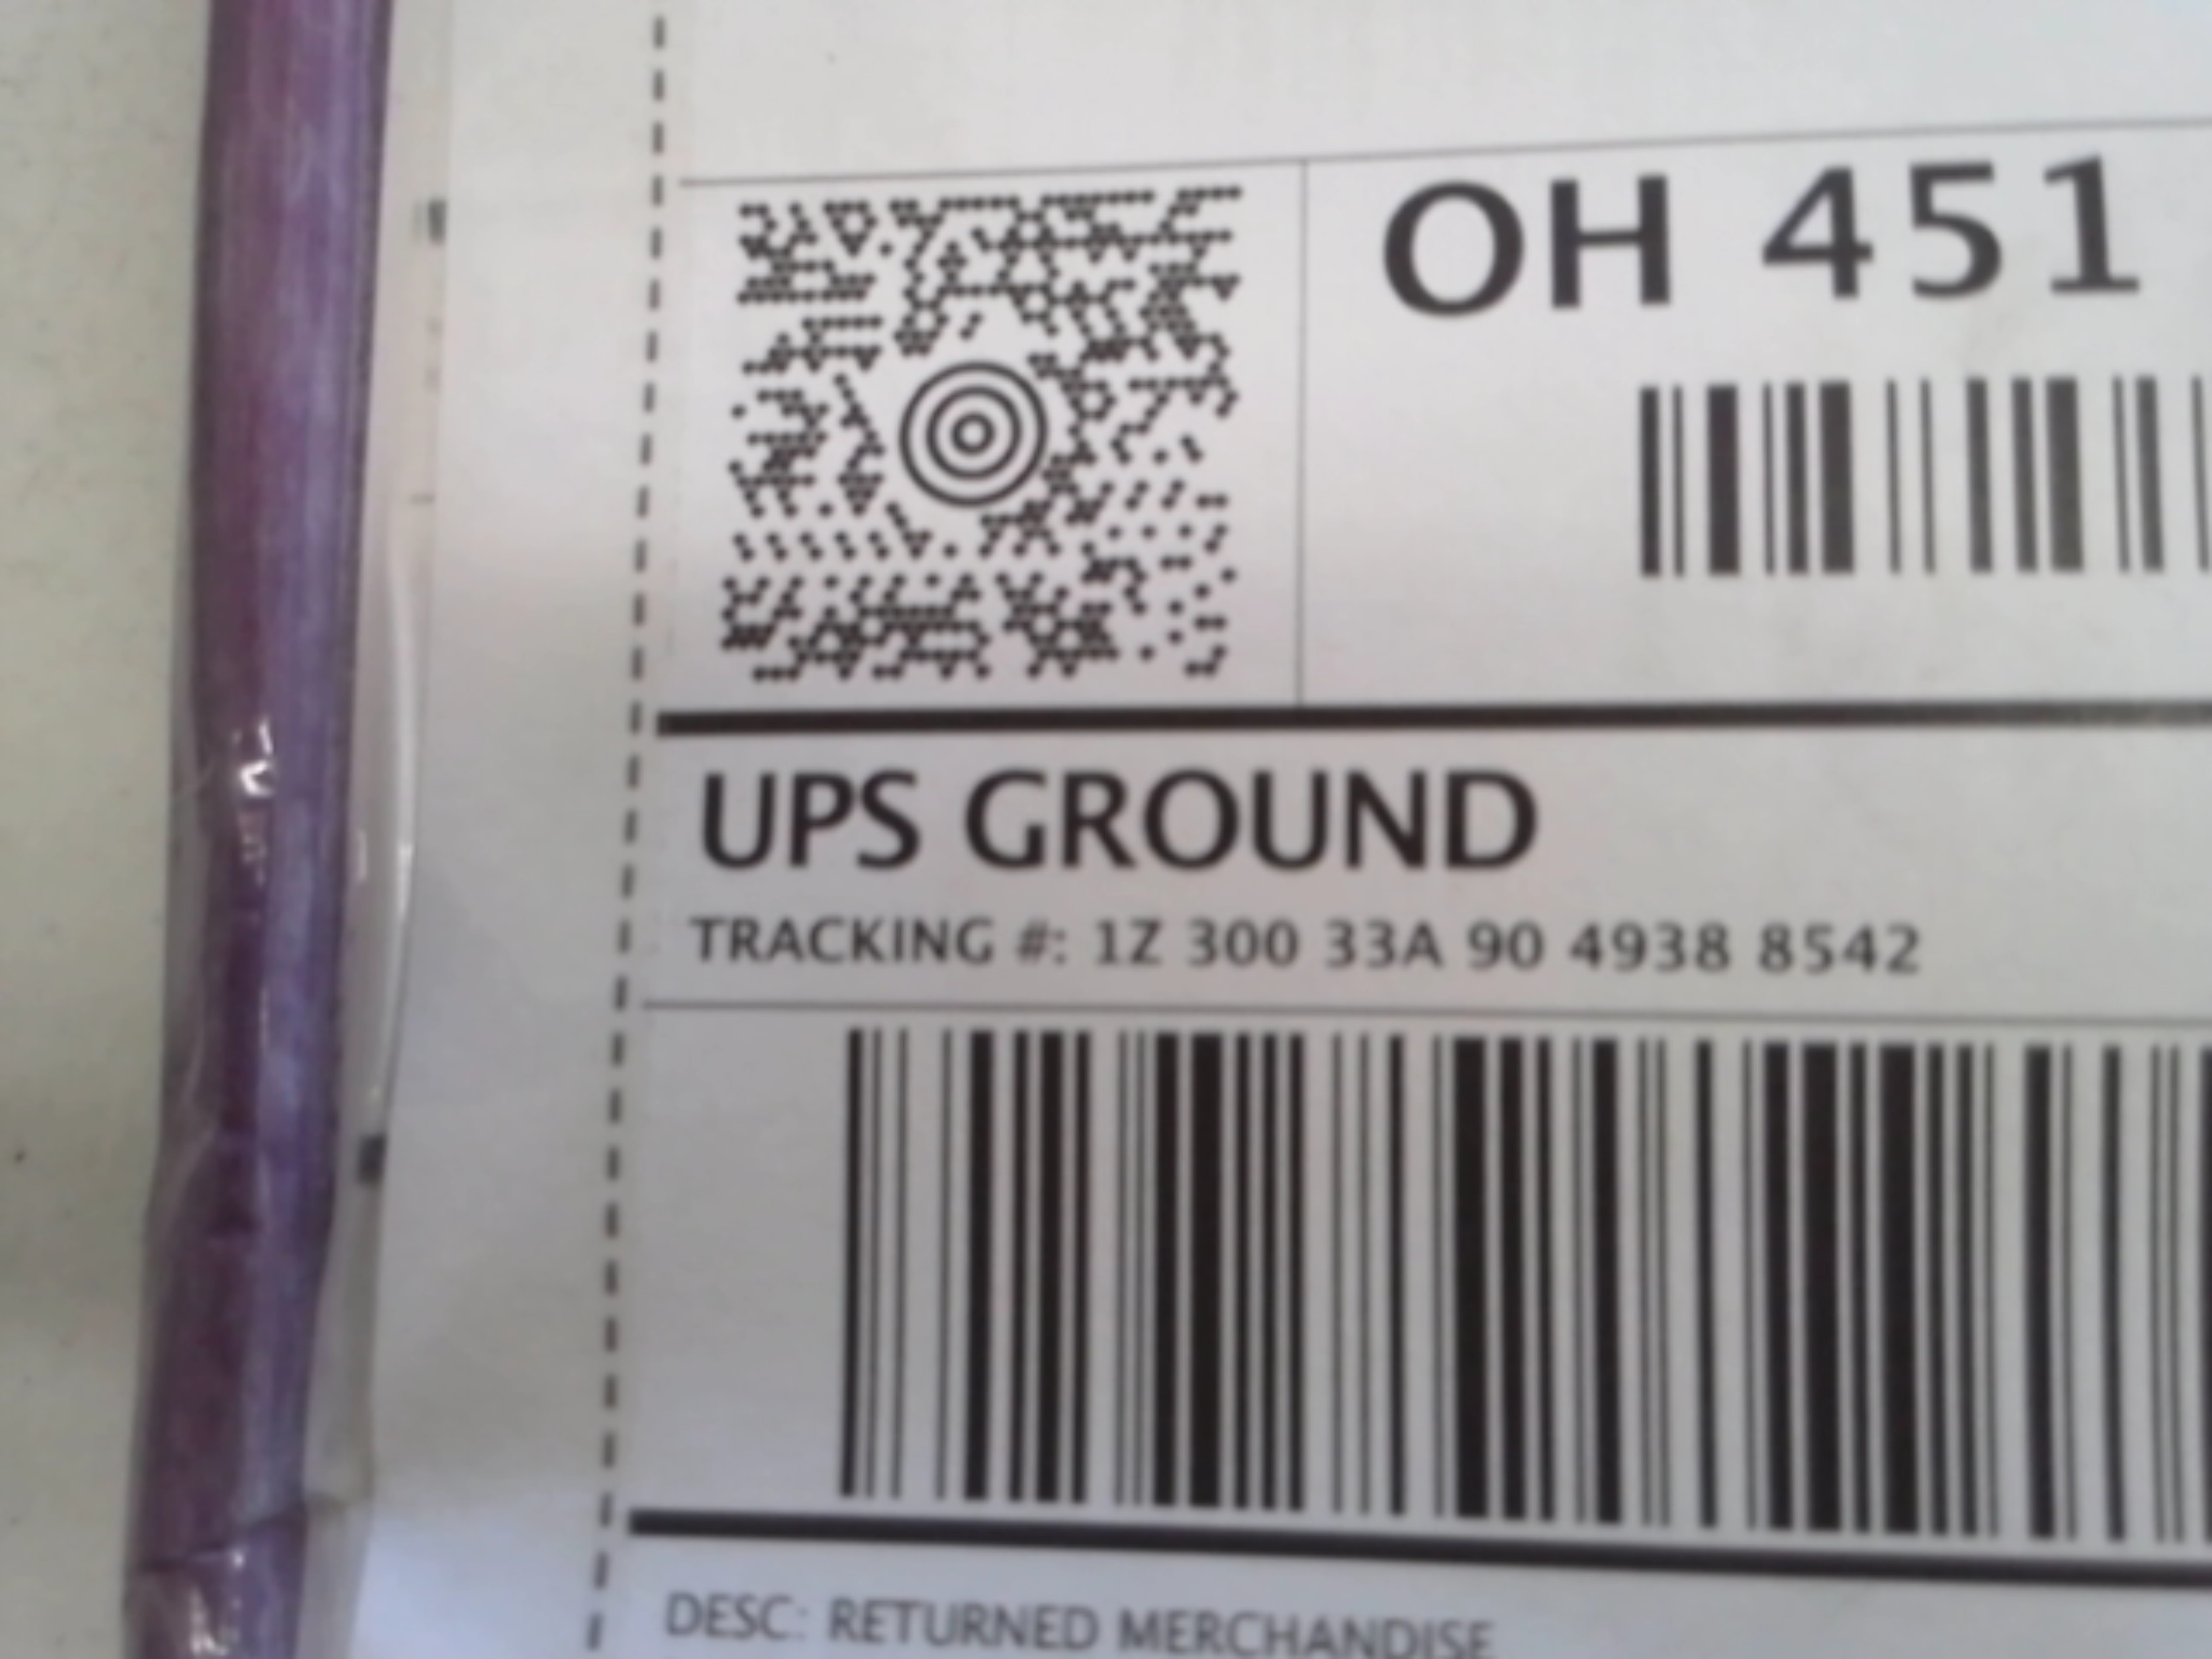 OH 451
UPS GROUND
TRACKING #: 1Z 300 33A 90 4938 8542
DESC: RETURNED MERCHANDISE